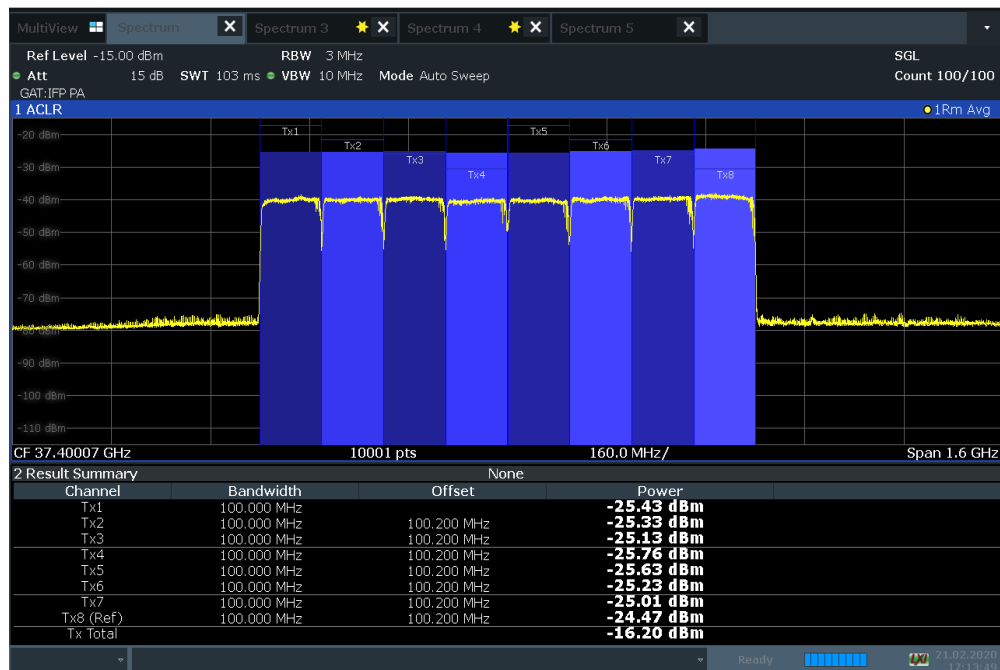 MultiView Spectrum X Spectrum 3 X Spectrum 4 X Spectrum 5 X
Ref Level -15.00 dBm RBW 3 MHz SGL
Att 15 dB SWT 103 ms VBW 10 MHz Mode Auto Sweep Count 100/100
GAT:IFP PA
1 ACLR 1Rm Avg
Tx1 Tx5
-20 dBm
Tx2 Tx6
Tx3 Tx7
-30 dBm
Tx4 Tx8
-40 dBm
-50 dBm
-60 dBm
-70 dBm
-80 dBm
-90 dBm
-100 dBm
-110 dBm
CF 37.40007 GHz 10001 pts 160.0 MHz/ Span 1.6 GHz
2 Result Summary None
Channel Bandwidth Offset Power
Tx1 100.000 MHz -25.43 dBm
Tx2 100.000 MHz 100.200 MHz -25.33 dBm
Tx3 100.000 MHz 100.200 MHz -25.13 dBm
Tx4 100.000 MHz 100.200 MHz -25.76 dBm
Tx5 100.000 MHz 100.200 MHz -25.63 dBm
Tx6 100.000 MHz 100.200 MHz -25.23 dBm
Tx7 100.000 MHz 100.200 MHz -25.01 dBm
Tx8 (Ref) 100.000 MHz 100.200 MHz -24.47 dBm
Tx Total -16.20 dBm
Ready LXI 21.02.2020
17:13:49